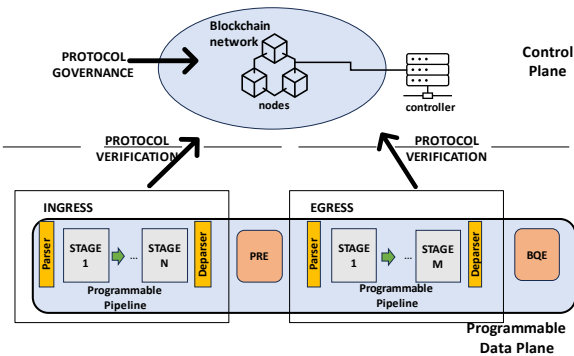 Blockchain
network
PROTOCOL
GOVERNANCE
nodes
controller
Control
Plane
PROTOCOL
VERIFICATION
PROTOCOL
VERIFICATION
INGRESS
Parser
STAGE
1
...
STAGE
N
Deparser
Programmable
Pipeline
PRE
EGRESS
Parser
STAGE
1
...
STAGE
M
Deparser
Programmable
Pipeline
BQE
Programmable
Data Plane